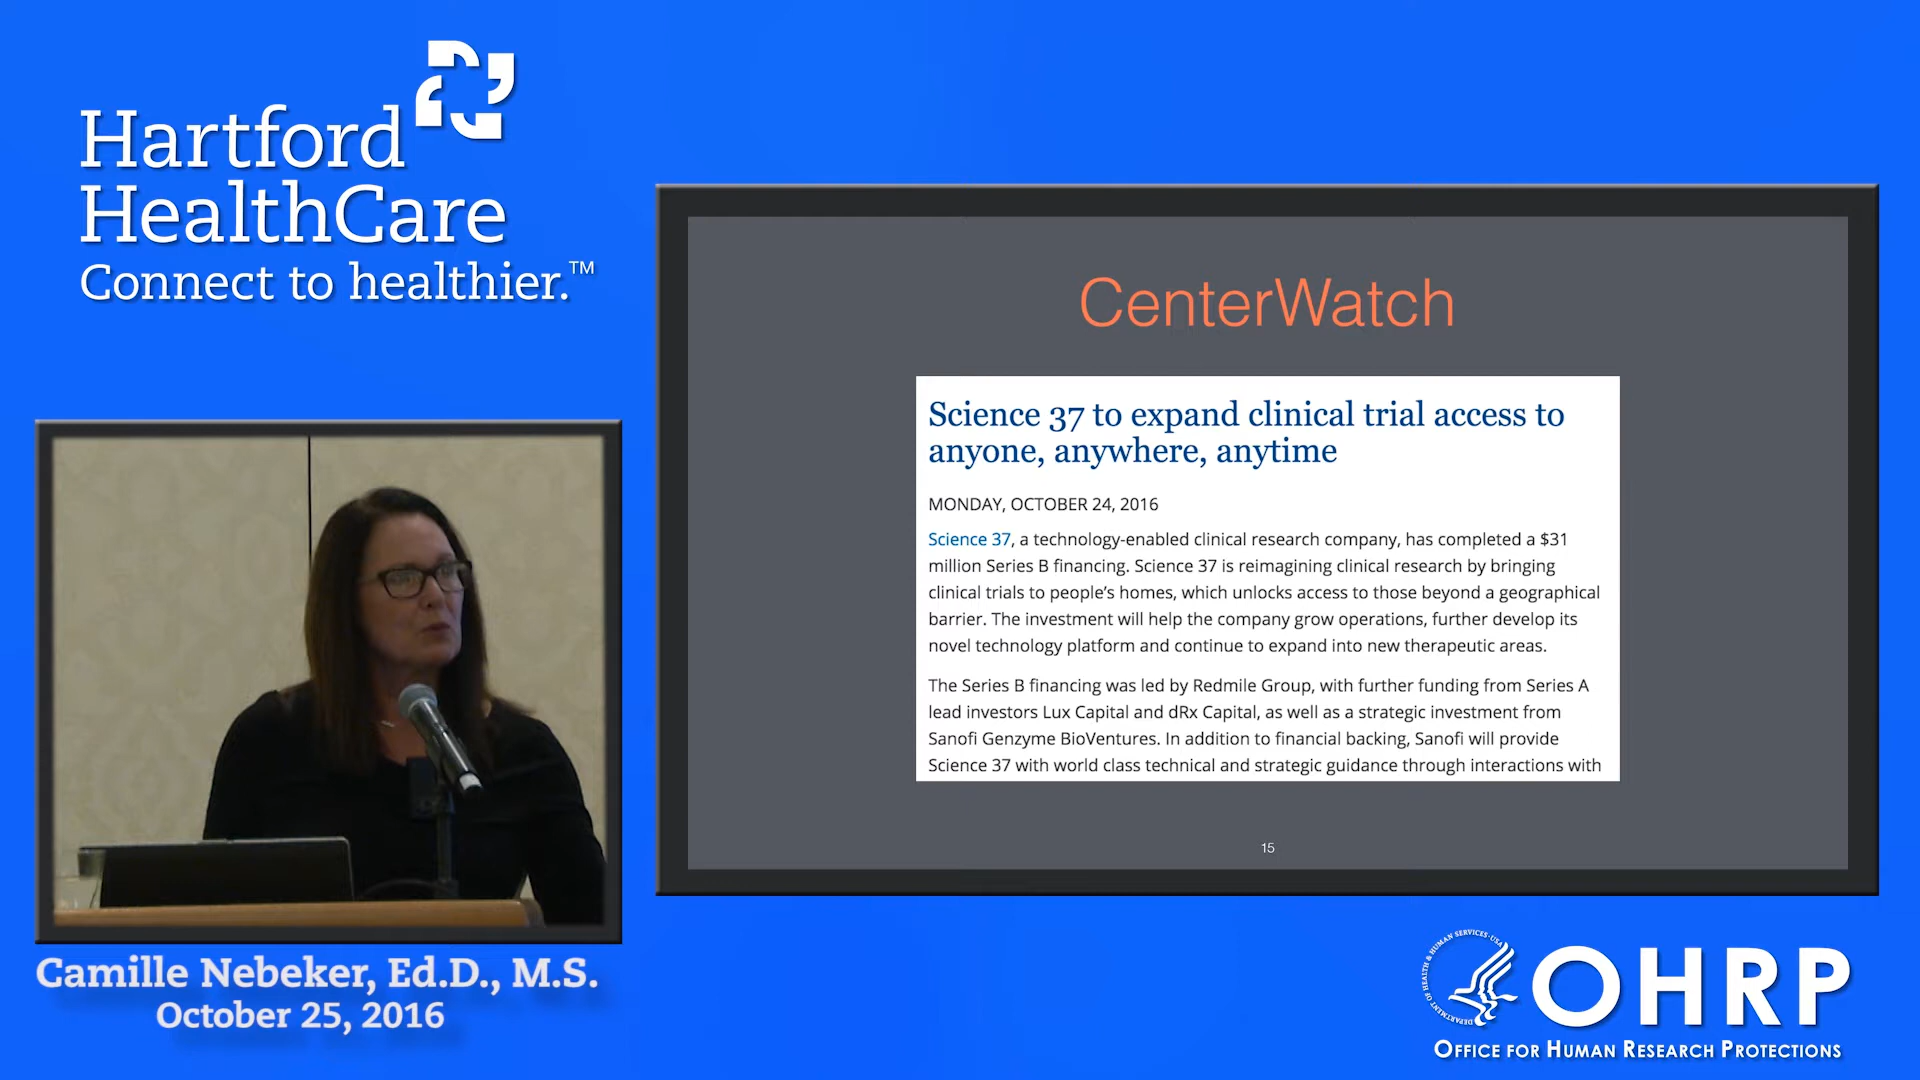 Hartford
HealthCare
Connect to healthier.™
CenterWatch
Science 37 to expand clinical trial access to
anyone, anywhere, anytime
MONDAY, OCTOBER 24, 2016
Science 37, a technology-enabled clinical research company, has completed a $31
million Series B financing. Science 37 is reimagining clinical research by bringing
clinical trials to people's homes, which unlocks access to those beyond a geographical
barrier. The investment will help the company grow operations, further develop its
novel technology platform and continue to expand into new therapeutic areas.
The Series B financing was led by Redmile Group, with further funding from Series A
lead investors Lux Capital and dRx Capital, as well as a strategic investment from
Sanofi Genzyme BioVentures. In addition to financial backing, Sanofi will provide
Science 37 with world class technical and strategic guidance through interactions with
15
Camille Nebeker, Ed.D., M.S.
October 25, 2016
DEPARTMENT OF HEALTH & HUMAN SERVICES·USA
OHRP
OFFICE FOR HUMAN RESEARCH PROTECTIONS